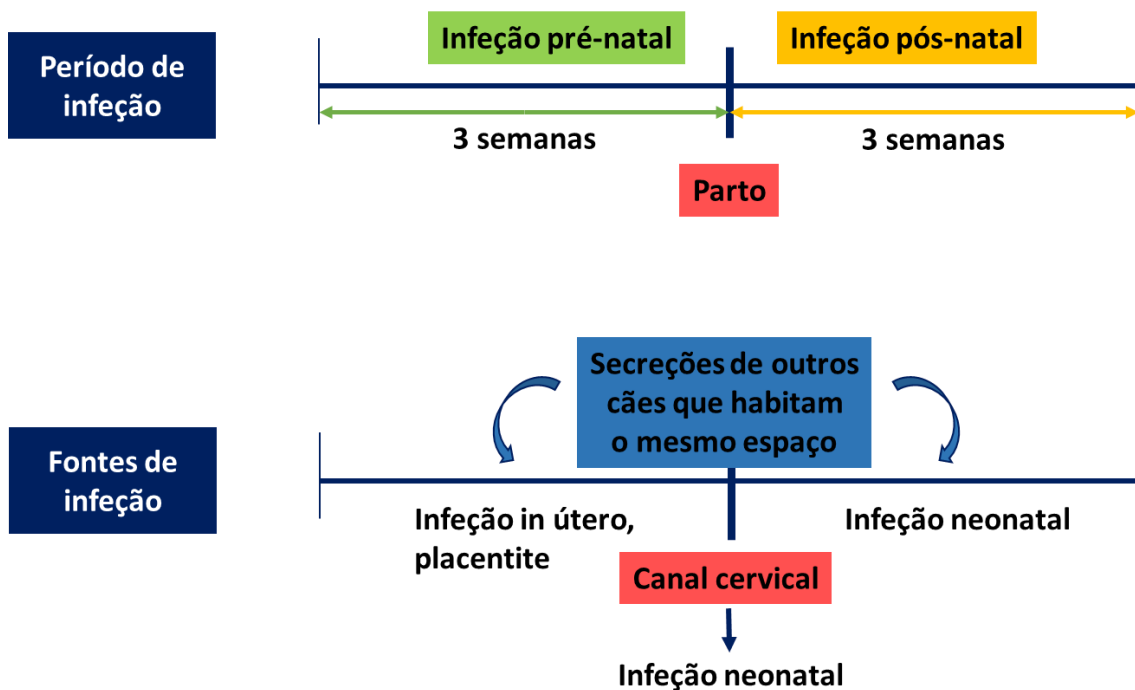 Infeção pré-natal
Infeção pós-natal
Período de
infeção
3 semanas
3 semanas
Parto
Secreções de outros
cães que habitam
o mesmo espaço
Fontes de
infeção
Infeção in útero,
placentite
Infeção neonatal
Canal cervical
Infeção neonatal